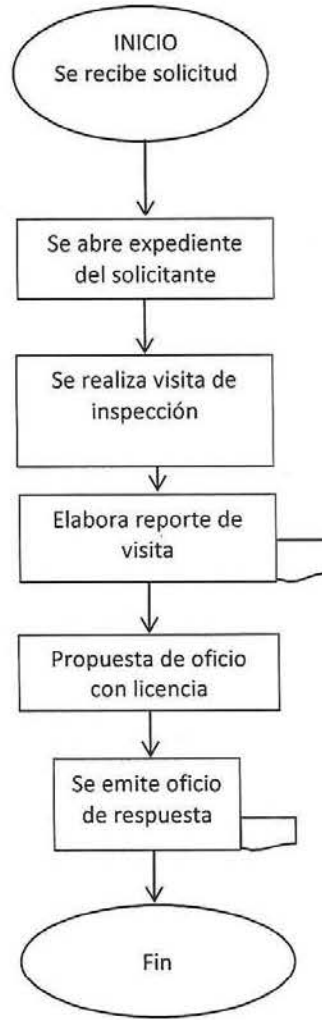 INICIO
Se recibe solicitud
Se abre expediente
del solicitante
Se realiza visita de
inspección
Elabora reporte de
visita
Propuesta de oficio
con licencia
Se emite oficio
de respuesta
Fin